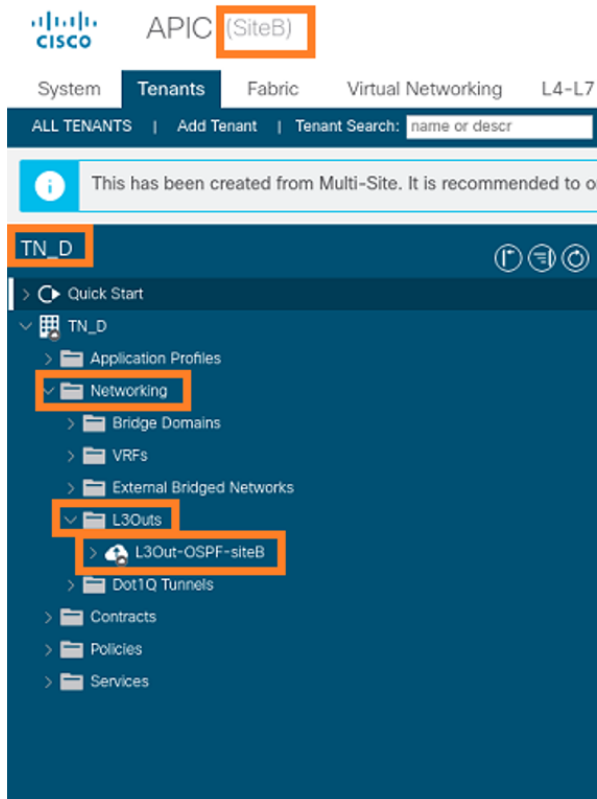 CISCO
APIC (SiteB)
System Tenants Fabric Virtual Networking L4-L7
ALL TENANTS | Add Tenant | Tenant Search: name or descr
This has been created from Multi-Site. It is recommended to o
TN_D
Quick Start
TN_D
Application Profiles
Networking
Bridge Domains
VRFs
External Bridged Networks
L3Outs
L3Out-OSPF-siteB
Dot1Q Tunnels
Contracts
Policies
Services